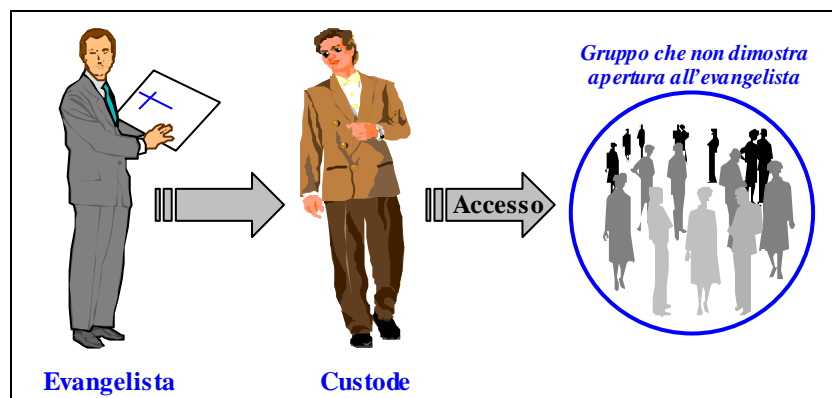 Gruppo che non dimostra
apertura all'evangelista
Accesso
Evangelista
Custode